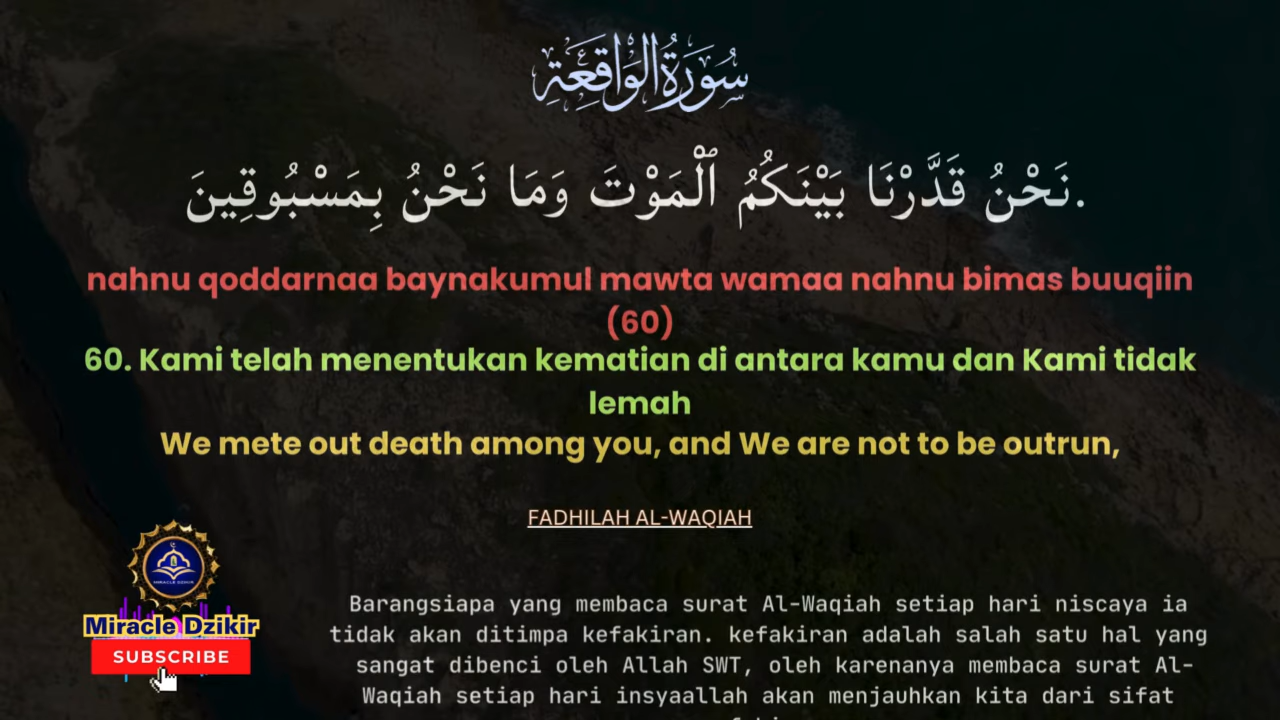 سُورَةُ الْوَاقِعَةِ
نَحْنُ قَدَّرْنَا بَيْنَكُمُ ٱلْمَوْتَ وَمَا نَحْنُ بِمَسْبُوقِينَ.
nahnu qoddarnaa baynakumul mawta wamaa nahnu bimas buuqiin
(60)
60. Kami telah menentukan kematian di antara kamu dan Kami tidak
lemah
We mete out death among you, and We are not to be outrun,
FADHILAH AL-WAQIAH
MIRACLE DZIKIR
Miracle Dzikir
SUBSCRIBE
Barangsiapa yang membaca surat Al-Waqiah setiap hari niscaya ia
tidak akan ditimpa kefakiran. kefakiran adalah salah satu hal yang
sangat dibenci oleh Allah SWT, oleh karenanya membaca surat Al-
Waqiah setiap hari insyaallah akan menjauhkan kita dari sifat